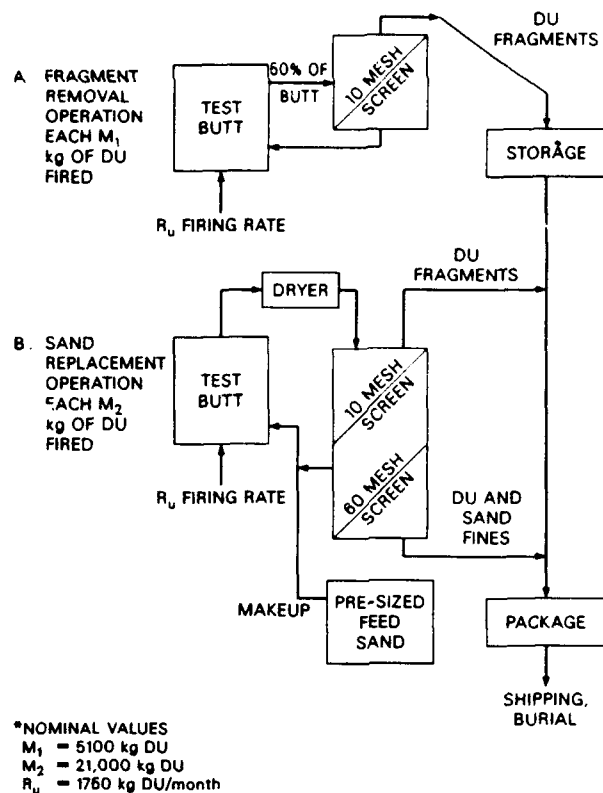 A. FRAGMENT
REMOVAL
OPERATION
EACH M1
kg OF DU
FIRED
TEST
BUTT
60% OF
BUTT
10 MESH
SCREEN
DU
FRAGMENTS
STORAGE
Ru FIRING RATE
B. SAND
REPLACEMENT
OPERATION
EACH M2
kg OF DU
FIRED
DRYER
TEST
BUTT
10 MESH
SCREEN
60 MESH
SCREEN
DU
FRAGMENTS
Ru FIRING RATE
DU AND
SAND
FINES
MAKEUP
PRE-SIZED
FEED
SAND
PACKAGE
SHIPPING,
BURIAL
*NOMINAL VALUES
M1 = 5100 kg DU
M2 = 21,000 kg DU
Ru = 1760 kg DU/month